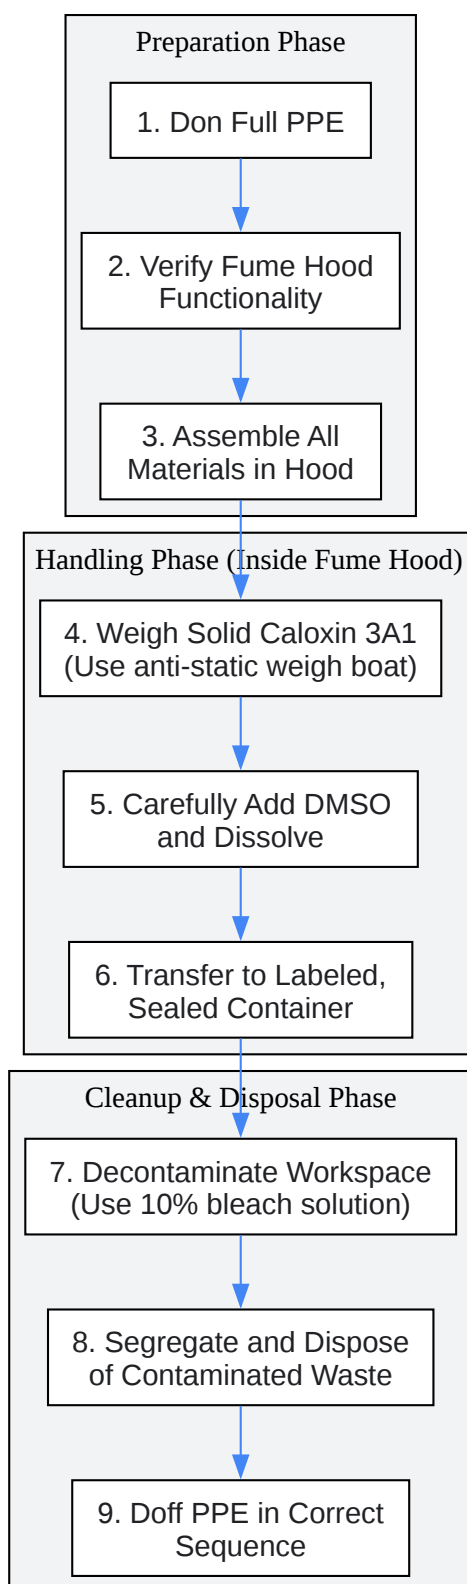 Preparation Phase
1. Don Full PPE
2. Verify Fume Hood
Functionality
3. Assemble All
Materials in Hood
Handling Phase (Inside Fume Hood)
4. Weigh Solid Caloxin 3A1
(Use anti-static weigh boat)
5. Carefully Add DMSO
and Dissolve
6. Transfer to Labeled,
Sealed Container
Cleanup & Disposal Phase
7. Decontaminate Workspace
(Use 10% bleach solution)
8. Segregate and Dispose
of Contaminated Waste
9. Doff PPE in Correct
Sequence